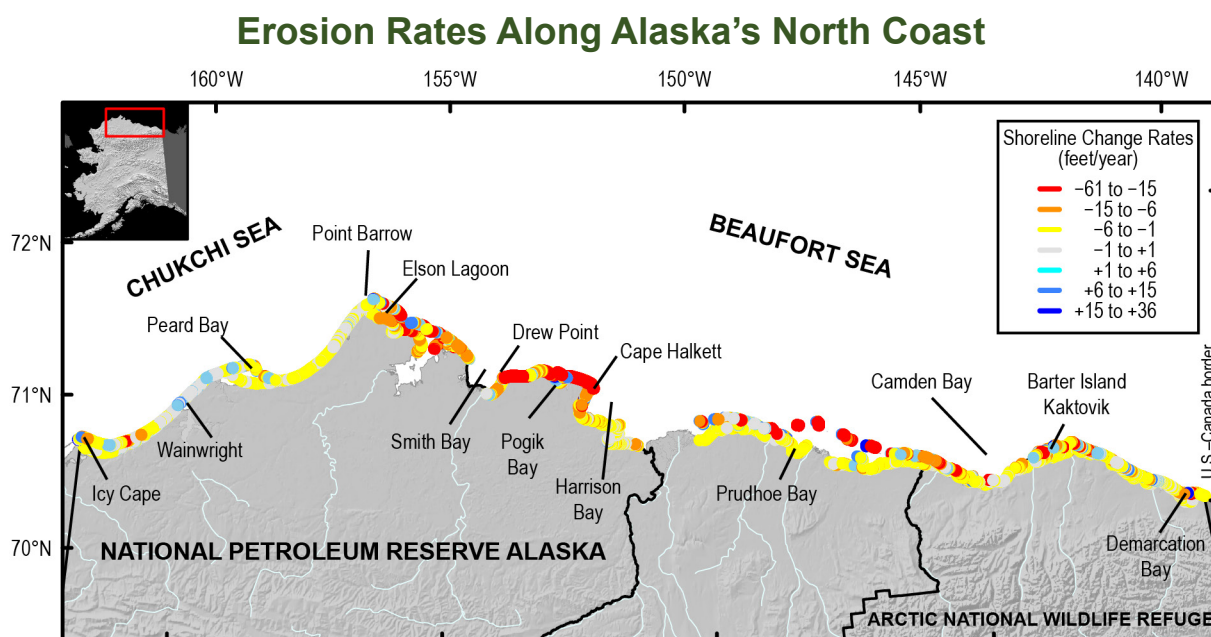 Erosion Rates Along Alaska's North Coast
160°W
155°W
150°W
145°W
140°W
Shoreline Change Rates
(feet/year)
−61 to −15
−15 to −6
−6 to −1
−1 to +1
+1 to +6
+6 to +15
+15 to +36
72°N
71°N
70°N
CHUKCHI SEA
BEAUFORT SEA
Point Barrow
Elson Lagoon
Peard Bay
Drew Point
Cape Halkett
Camden Bay
Barter Island
Kaktovik
U.S.–Canada border
Wainwright
Smith Bay
Pogik
Bay
Icy Cape
Harrison
Bay
Prudhoe Bay
Demarcation
Bay
NATIONAL PETROLEUM RESERVE ALASKA
ARCTIC NATIONAL WILDLIFE REFUGE